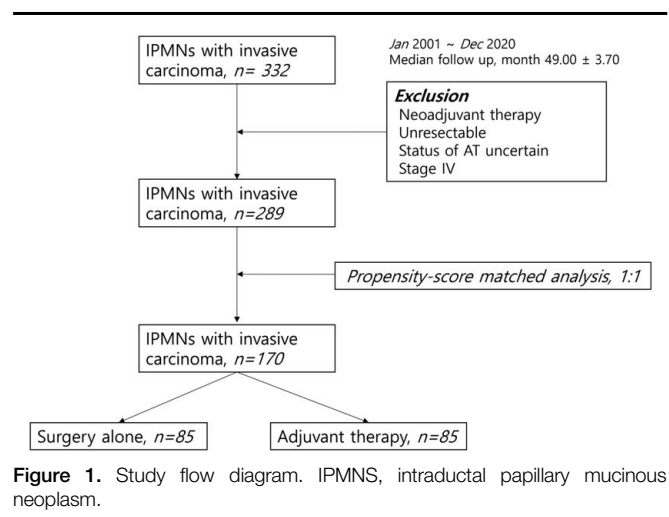 IPMNs with invasive
carcinoma, n= 332
Jan 2001 ~ Dec 2020
Median follow up, month 49.00 ± 3.70
Exclusion
Neoadjuvant therapy
Unresectable
Status of AT uncertain
Stage IV
IPMNs with invasive
carcinoma, n=289
Propensity-score matched analysis, 1:1
IPMNs with invasive
carcinoma, n=170
Surgery alone, n=85
Adjuvant therapy, n=85
Figure 1. Study flow diagram. IPMNS, intraductal papillary mucinous
neoplasm.